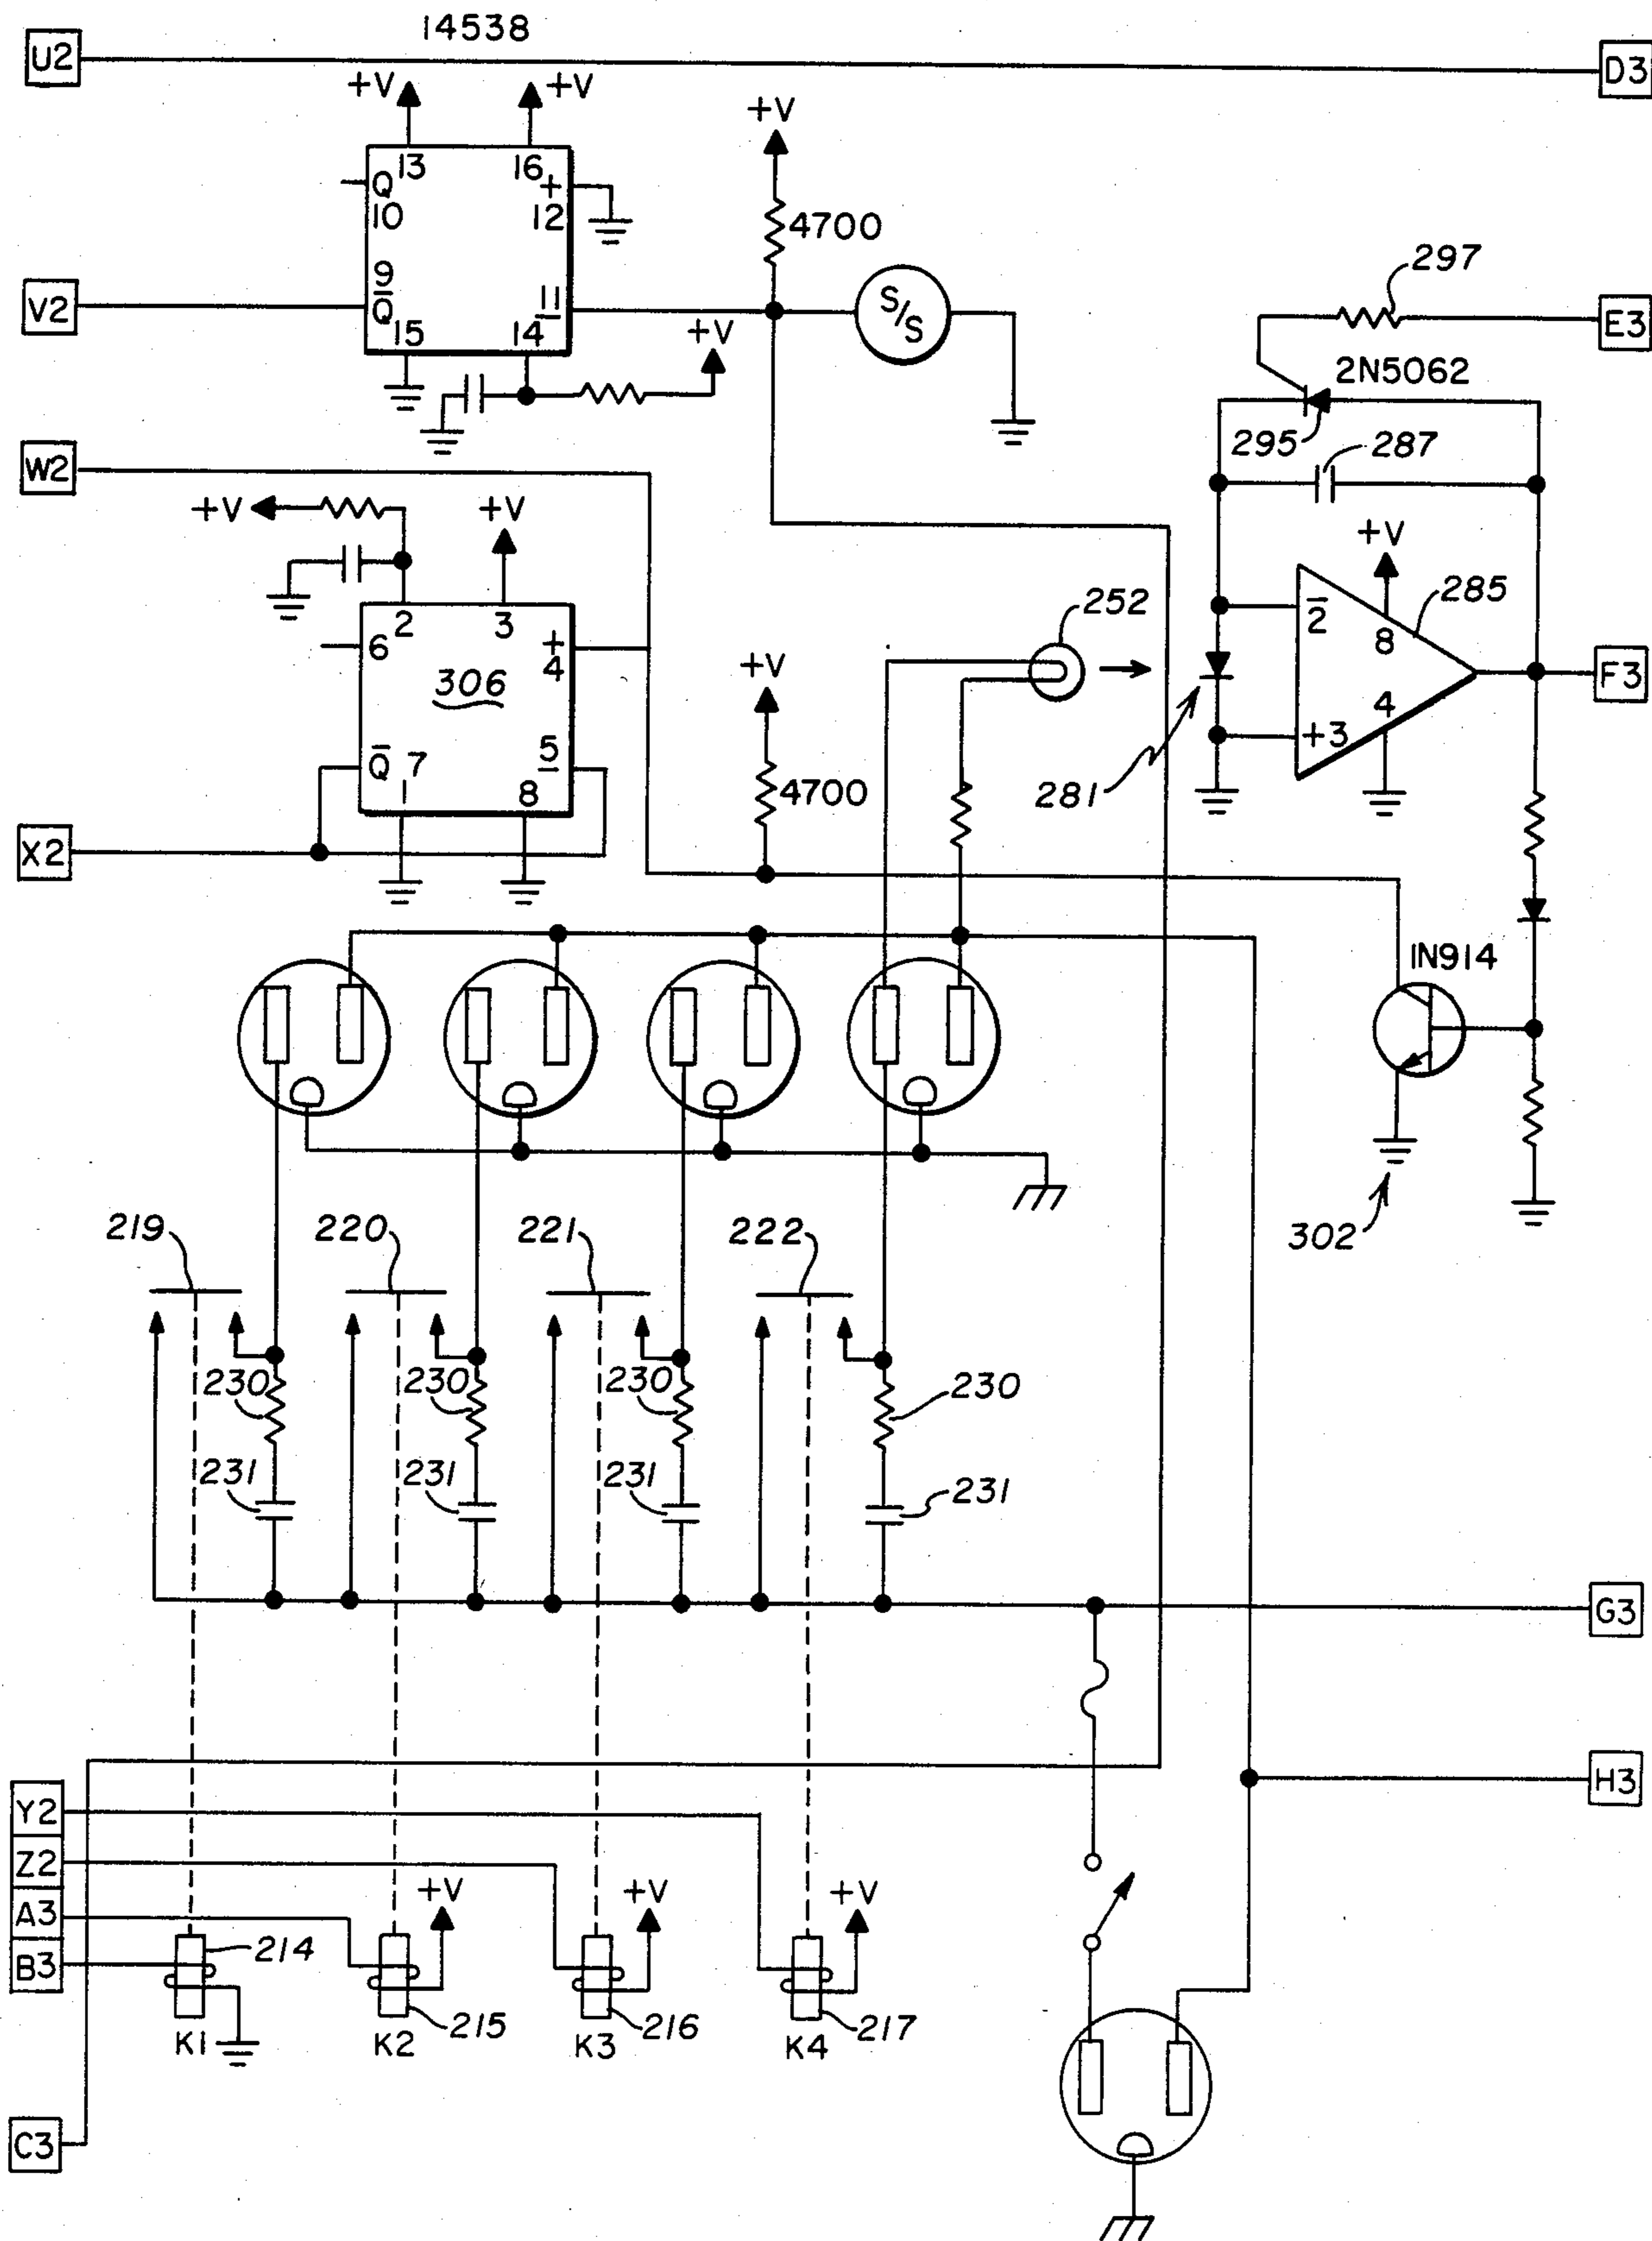 14538
U2
D3
+V
+V
+V
13
16
Q
+
10
12
4700
9
297
V2
Q̅
11
−
S/S
E3
15
14
+V
2N5062
295
287
W2
+V
+V
+V
252
285
2̅
2
3
8
6
+
4
+V
306
F3
4
5
+3
Q̅
7
−
281
8
4700
X2
1N914
219
220
221
222
302
230
230
230
230
231
231
231
231
G3
H3
Y2
Z2
+V
+V
+V
A3
214
B3
215
216
217
K1
K2
K3
K4
C3